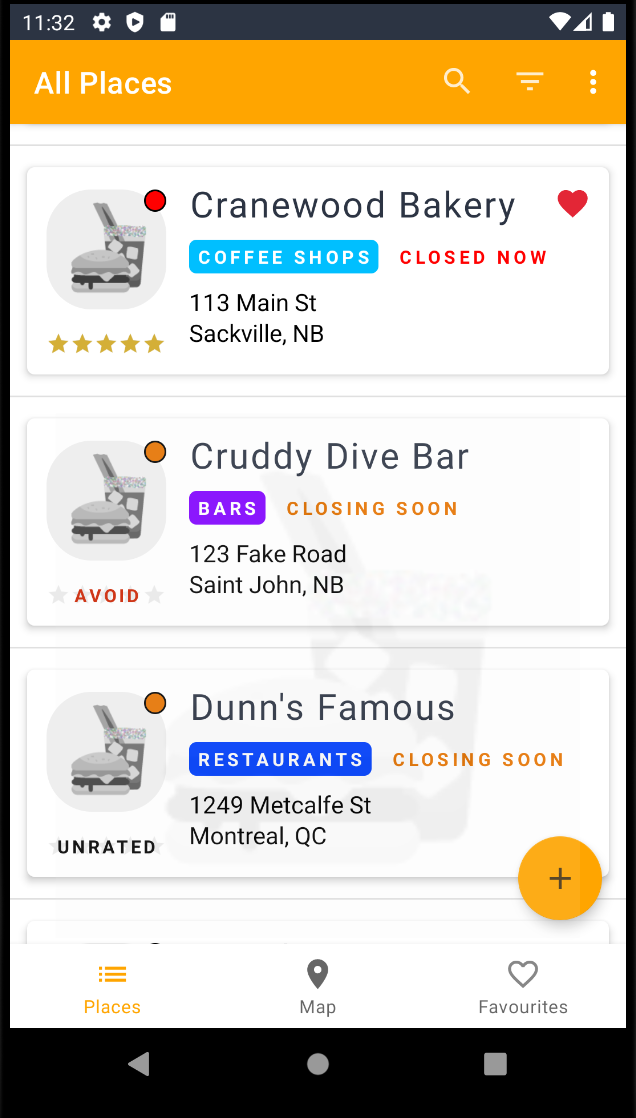 11:32
All Places
Cranewood Bakery
COFFEE SHOPS CLOSED NOW
113 Main St
Sackville, NB
Cruddy Dive Bar
BARS CLOSING SOON
123 Fake Road
Saint John, NB
AVOID
Dunn's Famous
RESTAURANTS CLOSING SOON
1249 Metcalfe St
Montreal, QC
UNRATED
+
Places Map Favourites